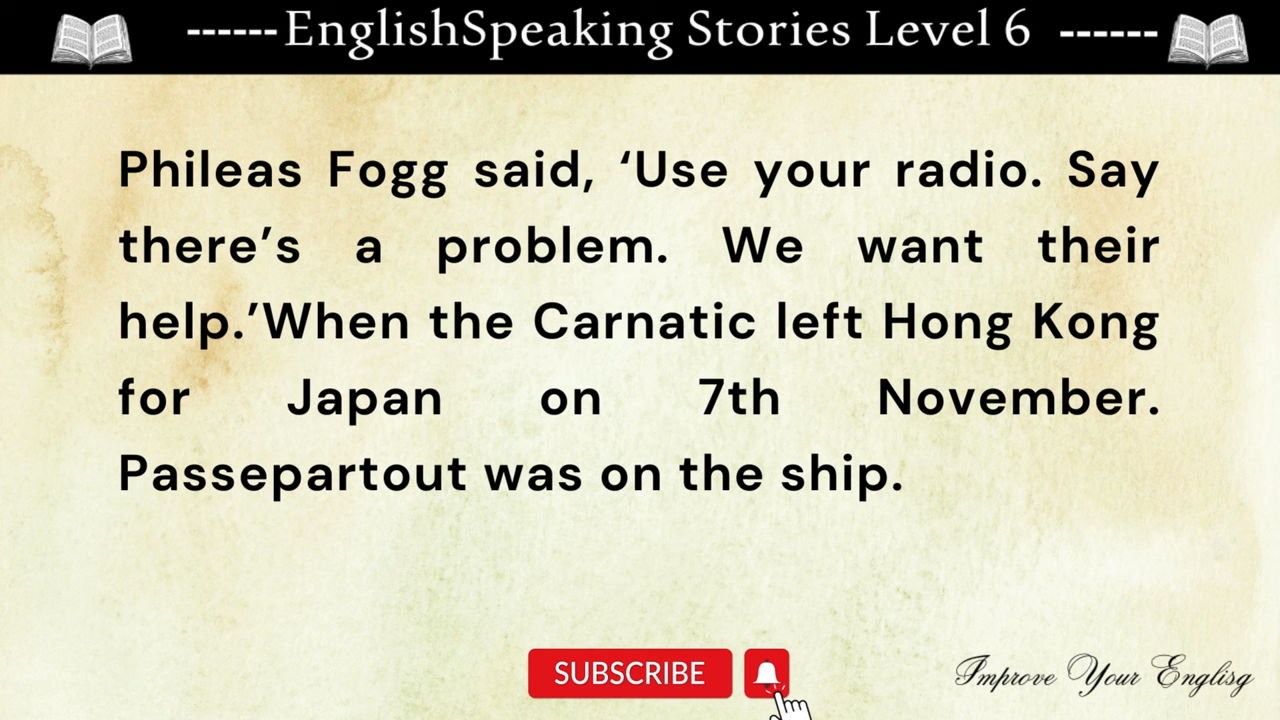 ------EnglishSpeaking Stories Level 6 ------
Phileas Fogg said, ‘Use your radio. Say
there’s a problem. We want their
help.’When the Carnatic left Hong Kong
for Japan on 7th November.
Passepartout was on the ship.
SUBSCRIBE
Improve Your Englisg